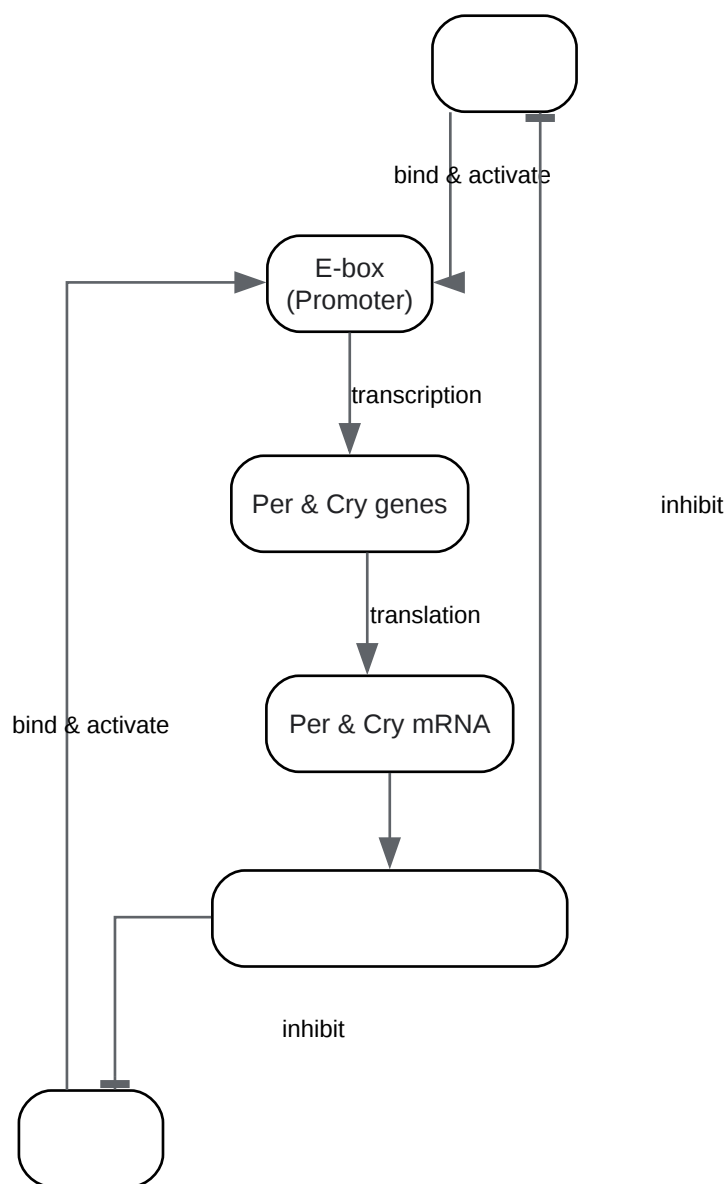 bind & activate
E-box
(Promoter)
transcription
Per & Cry genes
inhibit
translation
Per & Cry mRNA
bind & activate
inhibit